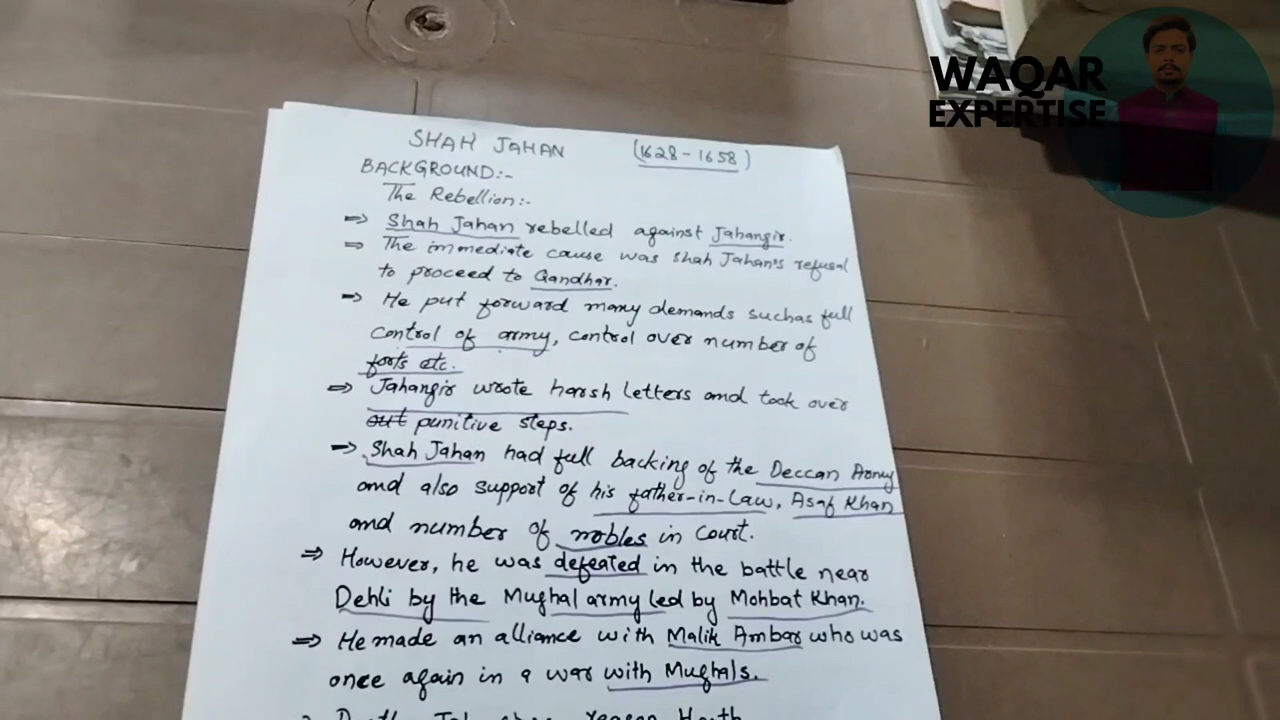 WAQAR
EXPERTISE
SHAH JAHAN (1628-1658)
BACKGROUND:-
The Rebellion:-
⇒ Shah Jahan rebelled against Jahangir.
⇒ The immediate cause was Shah Jahan's refusal
to proceed to Qandhar.
⇒ He put forward many demands suchas full
control of army, control over number of
forts etc.
⇒ Jahangir wrote harsh letters and took over
out punitive steps.
⇒ Shah Jahan had full backing of the Deccan Army
and also support of his father-in-Law, Asaf Khan
and number of nobles in Court.
⇒ However, he was defeated in the battle near
Dehli by the Mughal army led by Mohbat Khan.
⇒ He made an alliance with Malik Ambar who was
once again in a war with Mughals.